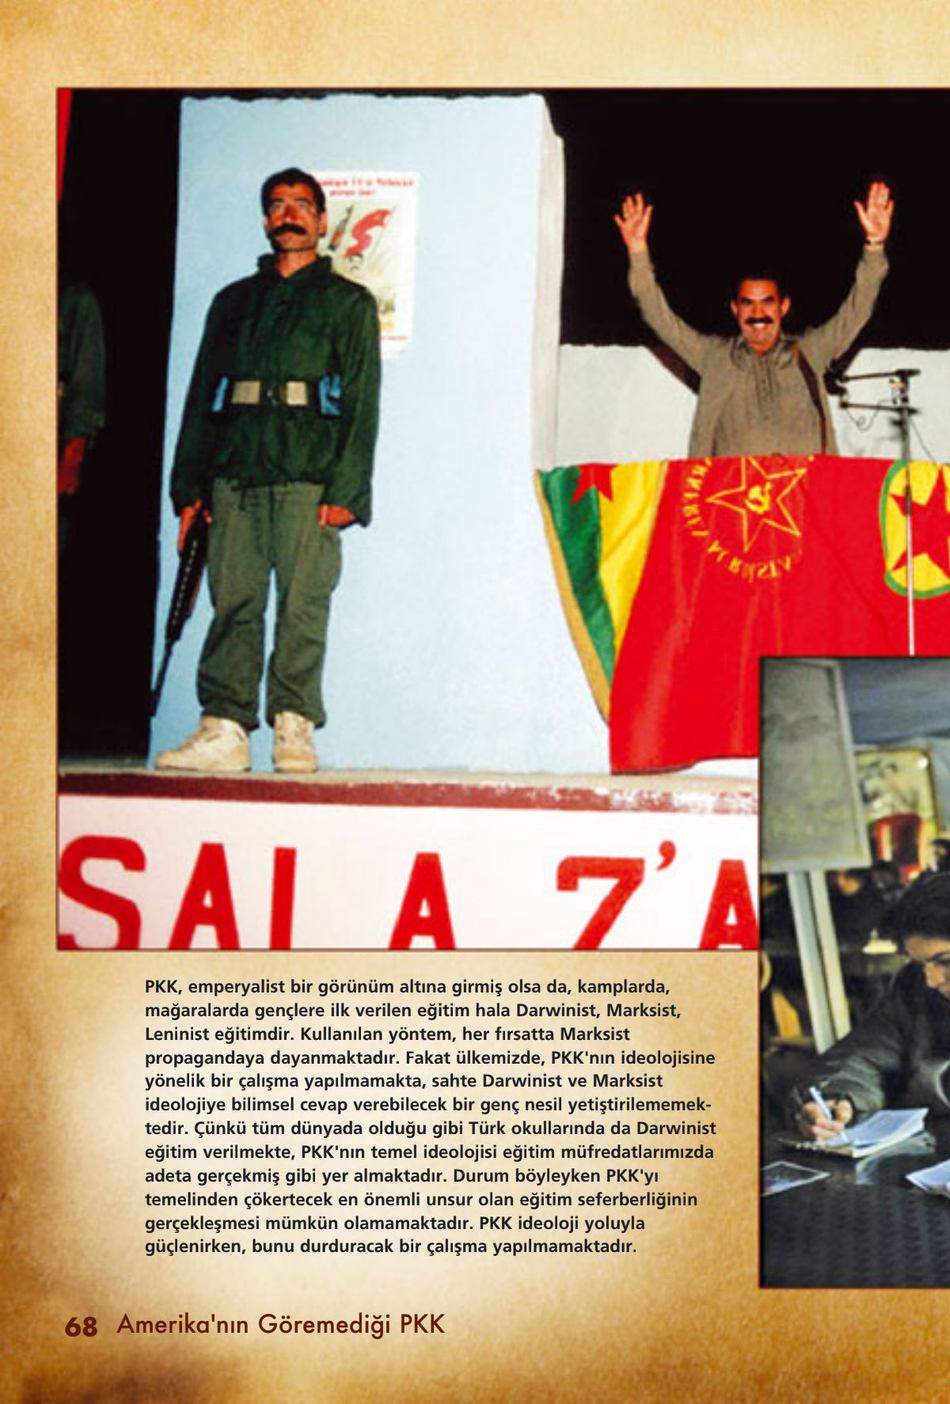 SALA 7'A
PKK, emperyalist bir görünüm altına girmiş olsa da, kamplarda,
mağaralarda gençlere ilk verilen eğitim hala Darwinist, Marksist,
Leninist eğitimdir. Kullanılan yöntem, her fırsatta Marksist
propagandaya dayanmaktadır. Fakat ülkemizde, PKK'nın ideolojisine
yönelik bir çalışma yapılmamakta, sahte Darwinist ve Marksist
ideolojiye bilimsel cevap verebilecek bir genç nesil yetiştirilememek-
tedir. Çünkü tüm dünyada olduğu gibi Türk okullarında da Darwinist
eğitim verilmekte, PKK'nın temel ideolojisi eğitim müfredatlarımızda
adeta gerçekmiş gibi yer almaktadır. Durum böyleyken PKK'yı
temelinden çökertecek en önemli unsur olan eğitim seferberliğinin
gerçekleşmesi mümkün olamamaktadır. PKK ideoloji yoluyla
güçlenirken, bunu durduracak bir çalışma yapılmamaktadır.
68 Amerika'nın Göremediği PKK